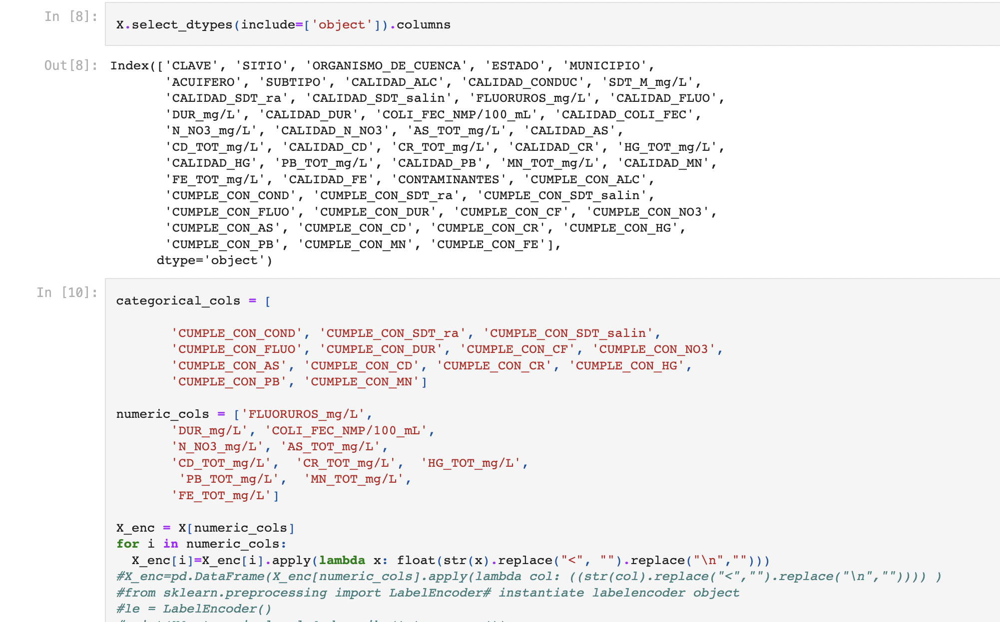 In [8]:
X.select_dtypes(include=['object']).columns
Out[8]: Index(['CLAVE', 'SITIO', 'ORGANISMO_DE_CUENCA', 'ESTADO', 'MUNICIPIO',
'ACUIFERO', 'SUBTIPO', 'CALIDAD_ALC', 'CALIDAD_CONDUC', 'SDT_M_mg/L',
'CALIDAD_SDT_ra', 'CALIDAD_SDT_salin', 'FLUORUROS_mg/L', 'CALIDAD_FLUO',
'DUR_mg/L', 'CALIDAD_DUR', 'COLI_FEC_NMP/100_mL', 'CALIDAD_COLI_FEC',
'N_NO3_mg/L', 'CALIDAD_N_NO3', 'AS_TOT_mg/L', 'CALIDAD_AS',
'CD_TOT_mg/L', 'CALIDAD_CD', 'CR_TOT_mg/L', 'CALIDAD_CR', 'HG_TOT_mg/L',
'CALIDAD_HG', 'PB_TOT_mg/L', 'CALIDAD_PB', 'MN_TOT_mg/L', 'CALIDAD_MN',
'FE_TOT_mg/L', 'CALIDAD_FE', 'CONTAMINANTES', 'CUMPLE_CON_ALC',
'CUMPLE_CON_COND', 'CUMPLE_CON_SDT_ra', 'CUMPLE_CON_SDT_salin',
'CUMPLE_CON_FLUO', 'CUMPLE_CON_DUR', 'CUMPLE_CON_CF', 'CUMPLE_CON_NO3',
'CUMPLE_CON_AS', 'CUMPLE_CON_CD', 'CUMPLE_CON_CR', 'CUMPLE_CON_HG',
'CUMPLE_CON_PB', 'CUMPLE_CON_MN', 'CUMPLE_CON_FE'],
dtype='object')
In [10]:
categorical_cols = [
'CUMPLE_CON_COND', 'CUMPLE_CON_SDT_ra', 'CUMPLE_CON_SDT_salin',
'CUMPLE_CON_FLUO', 'CUMPLE_CON_DUR', 'CUMPLE_CON_CF', 'CUMPLE_CON_NO3',
'CUMPLE_CON_AS', 'CUMPLE_CON_CD', 'CUMPLE_CON_CR', 'CUMPLE_CON_HG',
'CUMPLE_CON_PB', 'CUMPLE_CON_MN']
numeric_cols = ['FLUORUROS_mg/L',
'DUR_mg/L', 'COLI_FEC_NMP/100_mL',
'N_NO3_mg/L', 'AS_TOT_mg/L',
'CD_TOT_mg/L',  'CR_TOT_mg/L',  'HG_TOT_mg/L',
'PB_TOT_mg/L',  'MN_TOT_mg/L',
'FE_TOT_mg/L']
X_enc = X[numeric_cols]
for i in numeric_cols:
X_enc[i]=X_enc[i].apply(lambda x: float(str(x).replace("<", "").replace("\n","")))
#X_enc=pd.DataFrame(X_enc[numeric_cols].apply(lambda col: ((str(col).replace("<","").replace("\n","")))) )
#from sklearn.preprocessing import LabelEncoder# instantiate labelencoder object
#le = LabelEncoder()